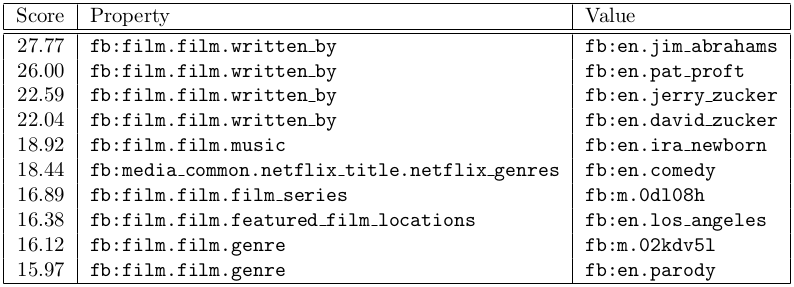 Score Property Value
27.77 fb:film.film.written_by fb:en.jim_abrahams
26.00 fb:film.film.written_by fb:en.pat_proft
22.59 fb:film.film.written_by fb:en.jerry_zucker
22.04 fb:film.film.written_by fb:en.david_zucker
18.92 fb:film.film.music fb:en.ira_newborn
18.44 fb:media_common.netflix_title.netflix_genres fb:en.comedy
16.89 fb:film.film.film_series fb:m.0dl08h
16.38 fb:film.film.featured_film_locations fb:en.los_angeles
16.12 fb:film.film.genre fb:m.02kdv5l
15.97 fb:film.film.genre fb:en.parody